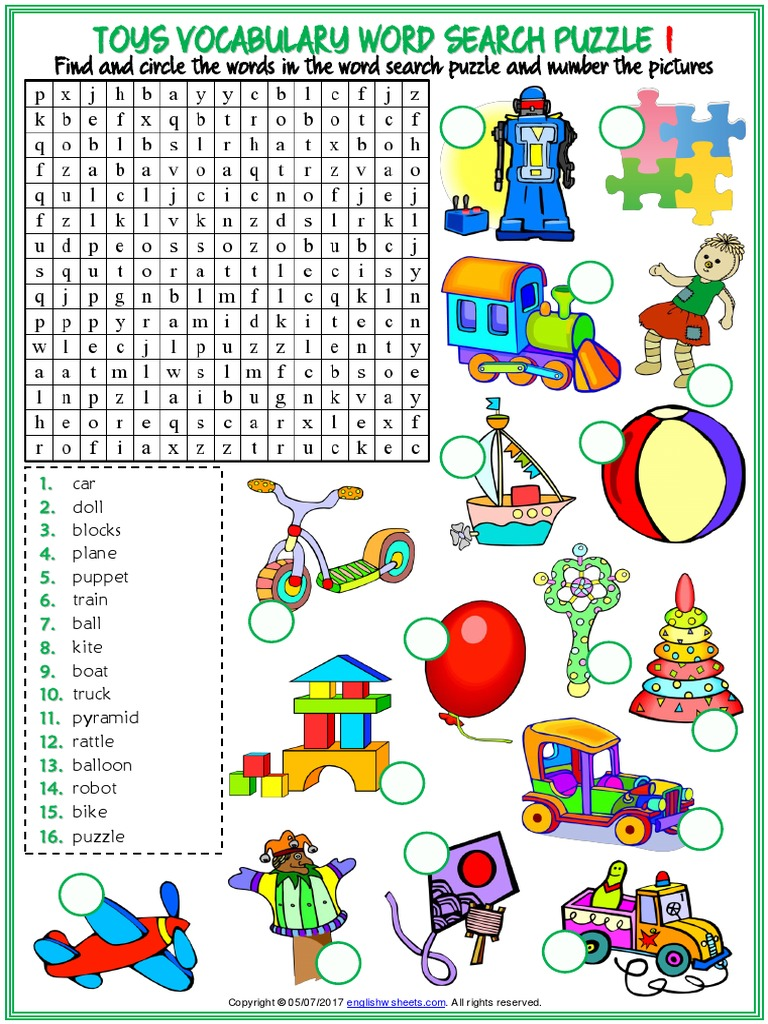 TOYS VOCABULARY WORD SEARCH PUZZLE 1
Find and circle the words in the word search puzzle and number the pictures
p x j h b a y y c b l c f j z
k b e f x q b t r o b o t c f
q o b l b s l r h a t x b o h
f z a b a v o a q t r z v a o
q u l c l j c i c n o f j e j
f z l k l v k n z d s l r k l
u d p e o s s o z o b u b c j
s q u t o r a t t l e c i s y
q j p g n b l m f l c q k l n
p p p y r a m i d k i t e c n
w l e c j l p u z z l e n t y
a a t m l w s l m f c b s o e
l n p z l a i b u g n k v a y
h e o r e q s c a r x l e x f
r o f i a x z z t r u c k e c
1. car
2. doll
3. blocks
4. plane
5. puppet
6. train
7. ball
8. kite
9. boat
10. truck
11. pyramid
12. rattle
13. balloon
14. robot
15. bike
16. puzzle
Copyright © 05/07/2017 englishwsheets.com. All rights reserved.